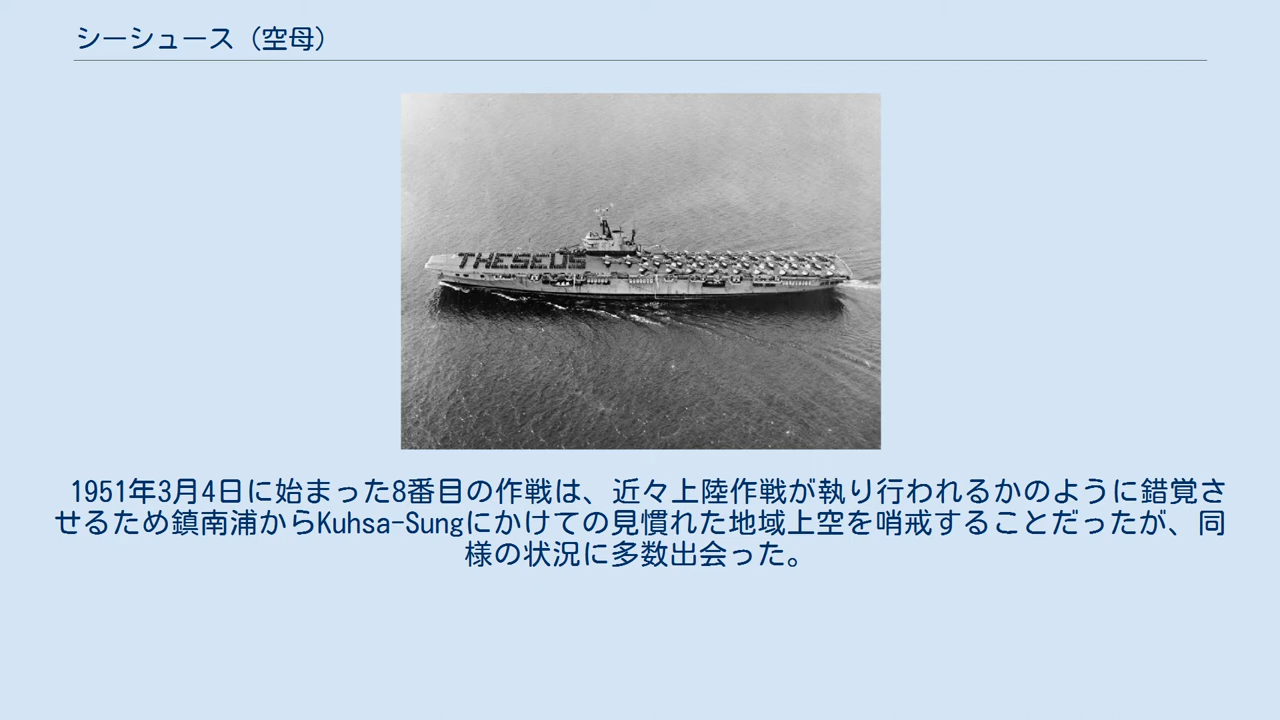 シーシュース（空母）
THESEUS
1951年3月4日に始まった8番目の作戦は、近々上陸作戦が執り行われるかのように錯覚さ
せるため鎮南浦からKuhsa-Sungにかけての見慣れた地域上空を哨戒することだったが、同
様の状況に多数出会った。